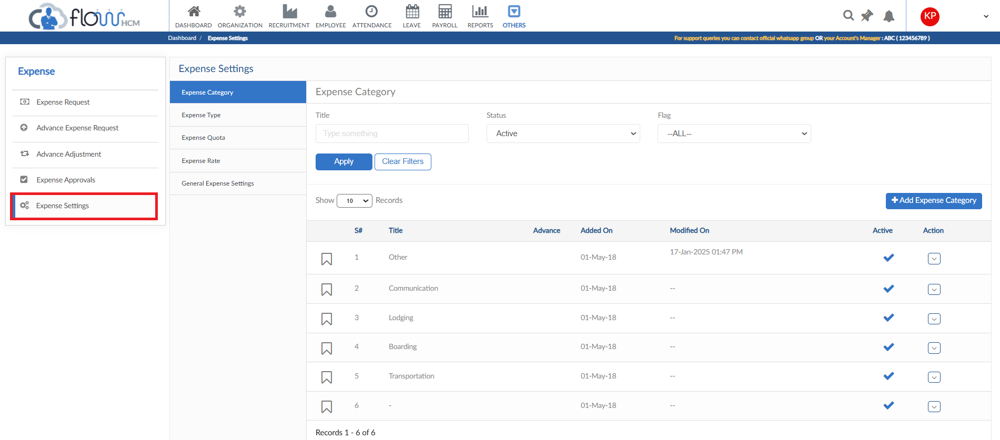 flow HCM
DASHBOARD ORGANIZATION RECRUITMENT EMPLOYEE ATTENDANCE LEAVE PAYROLL REPORTS OTHERS
KP
Dashboard / Expense Settings
For support queries you can contact official whatsapp group OR your Account's Manager : ABC ( 123456789 )
Expense
Expense Request
Advance Expense Request
Advance Adjustment
Expense Approvals
Expense Settings
Expense Settings
Expense Category
Expense Type
Expense Quota
Expense Rate
General Expense Settings
Expense Category
Title Status Flag
Type something Active --ALL--
Apply Clear Filters
Show 10 Records
Add Expense Category
S# Title Advance Added On Modified On Active Action
1 Other 01-May-18 17-Jan-2025 01:47 PM
2 Communication 01-May-18 --
3 Lodging 01-May-18 --
4 Boarding 01-May-18 --
5 Transportation 01-May-18 --
6 - 01-May-18 --
Records 1 - 6 of 6